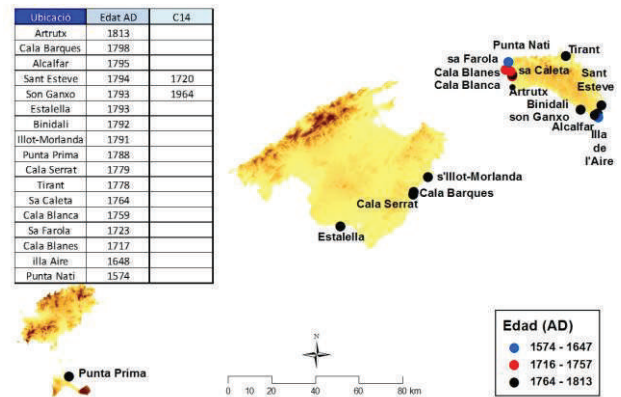 Ubicació Edat AD C14
Artrutx 1813
Cala Barques 1798
Alcalfar 1795
Sant Esteve 1794 1720
Son Ganxo 1793 1964
Estalella 1793
Binidali 1792
Illot-Morlanda 1791
Punta Prima 1788
Cala Serrat 1779
Tirant 1778
Sa Caleta 1764
Cala Blanca 1759
Sa Farola 1723
Cala Blanes 1717
illa Aire 1648
Punta Nati 1574
Punta Nati
Tirant
sa Farola
Cala Blanes
sa Caleta
Cala Blanca
Sant
Esteve
Artrutx
Binidali
son Ganxo
Alcalfar
Illa
de
l'Aire
s'Illot-Morlanda
Cala Barques
Cala Serrat
Estalella
Punta Prima
N
0 10 20 40 60 80 km
Edad (AD)
1574 - 1647
1716 - 1757
1764 - 1813